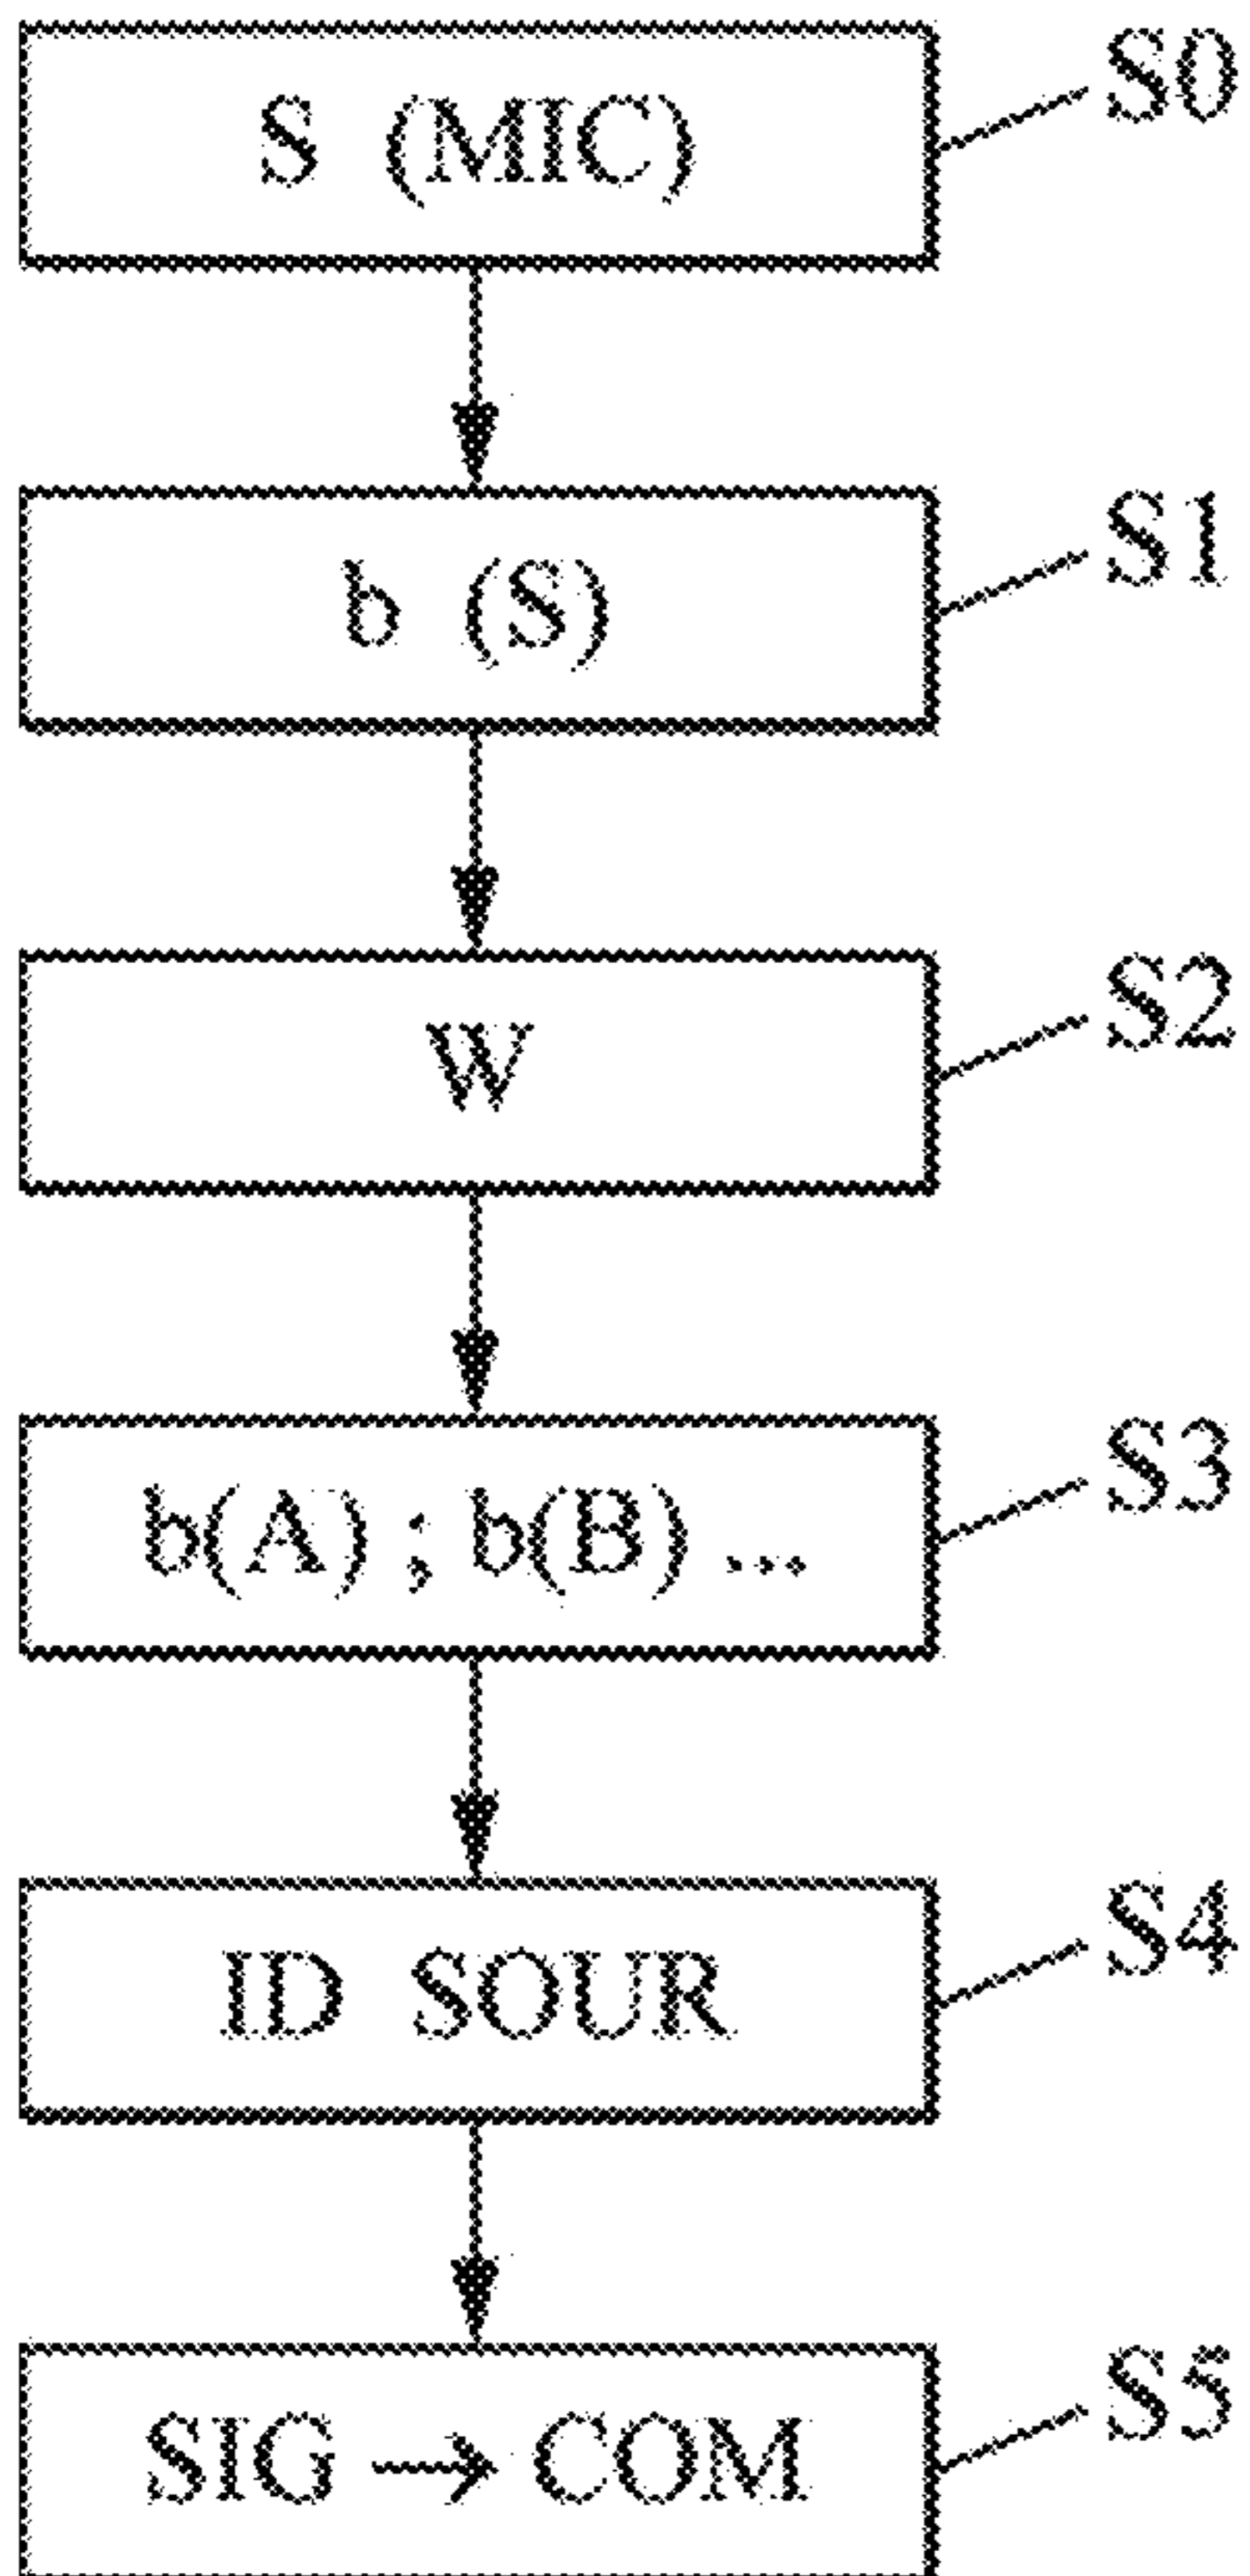 S (MIC) S0
b (S) S1
W S2
b(A) ; b(B) ... S3
ID SOUR S4
SIG → COM S5